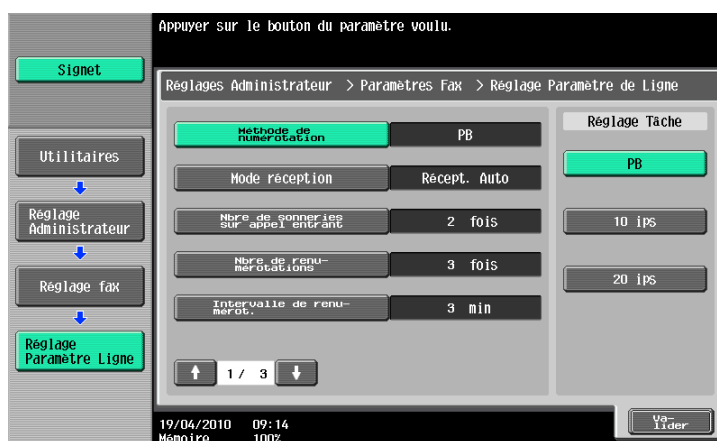 Appuyer sur le bouton du paramètre voulu.
Signet
Réglages Administrateur > Paramètres Fax > Réglage Paramètre de Ligne
Utilitaires
Réglage
Administrateur
Réglage fax
Réglage
Paramètre Ligne
Méthode de
numérotation
PB
Mode réception
Récept. Auto
Nbre de sonneries
sur appel entrant
2 fois
Nbre de renu-
mérotations
3 fois
Intervalle de renu-
mérot.
3 min
1/ 3
Réglage Tâche
PB
10 ips
20 ips
19/04/2010 09:14
Mémoire 100%
Va-
lider